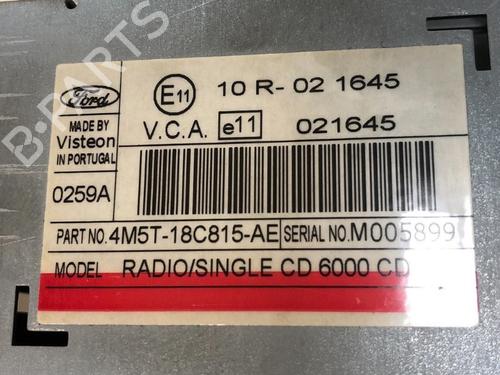 B-PARTS
Ford
E11
10 R- 02 1645
MADE BY
Visteon
IN PORTUGAL
V.C.A. e11 021645
0259A
PART NO. 4M5T-18C815-AE SERIAL NO. M005899
MODEL RADIO/SINGLE CD 6000 CD